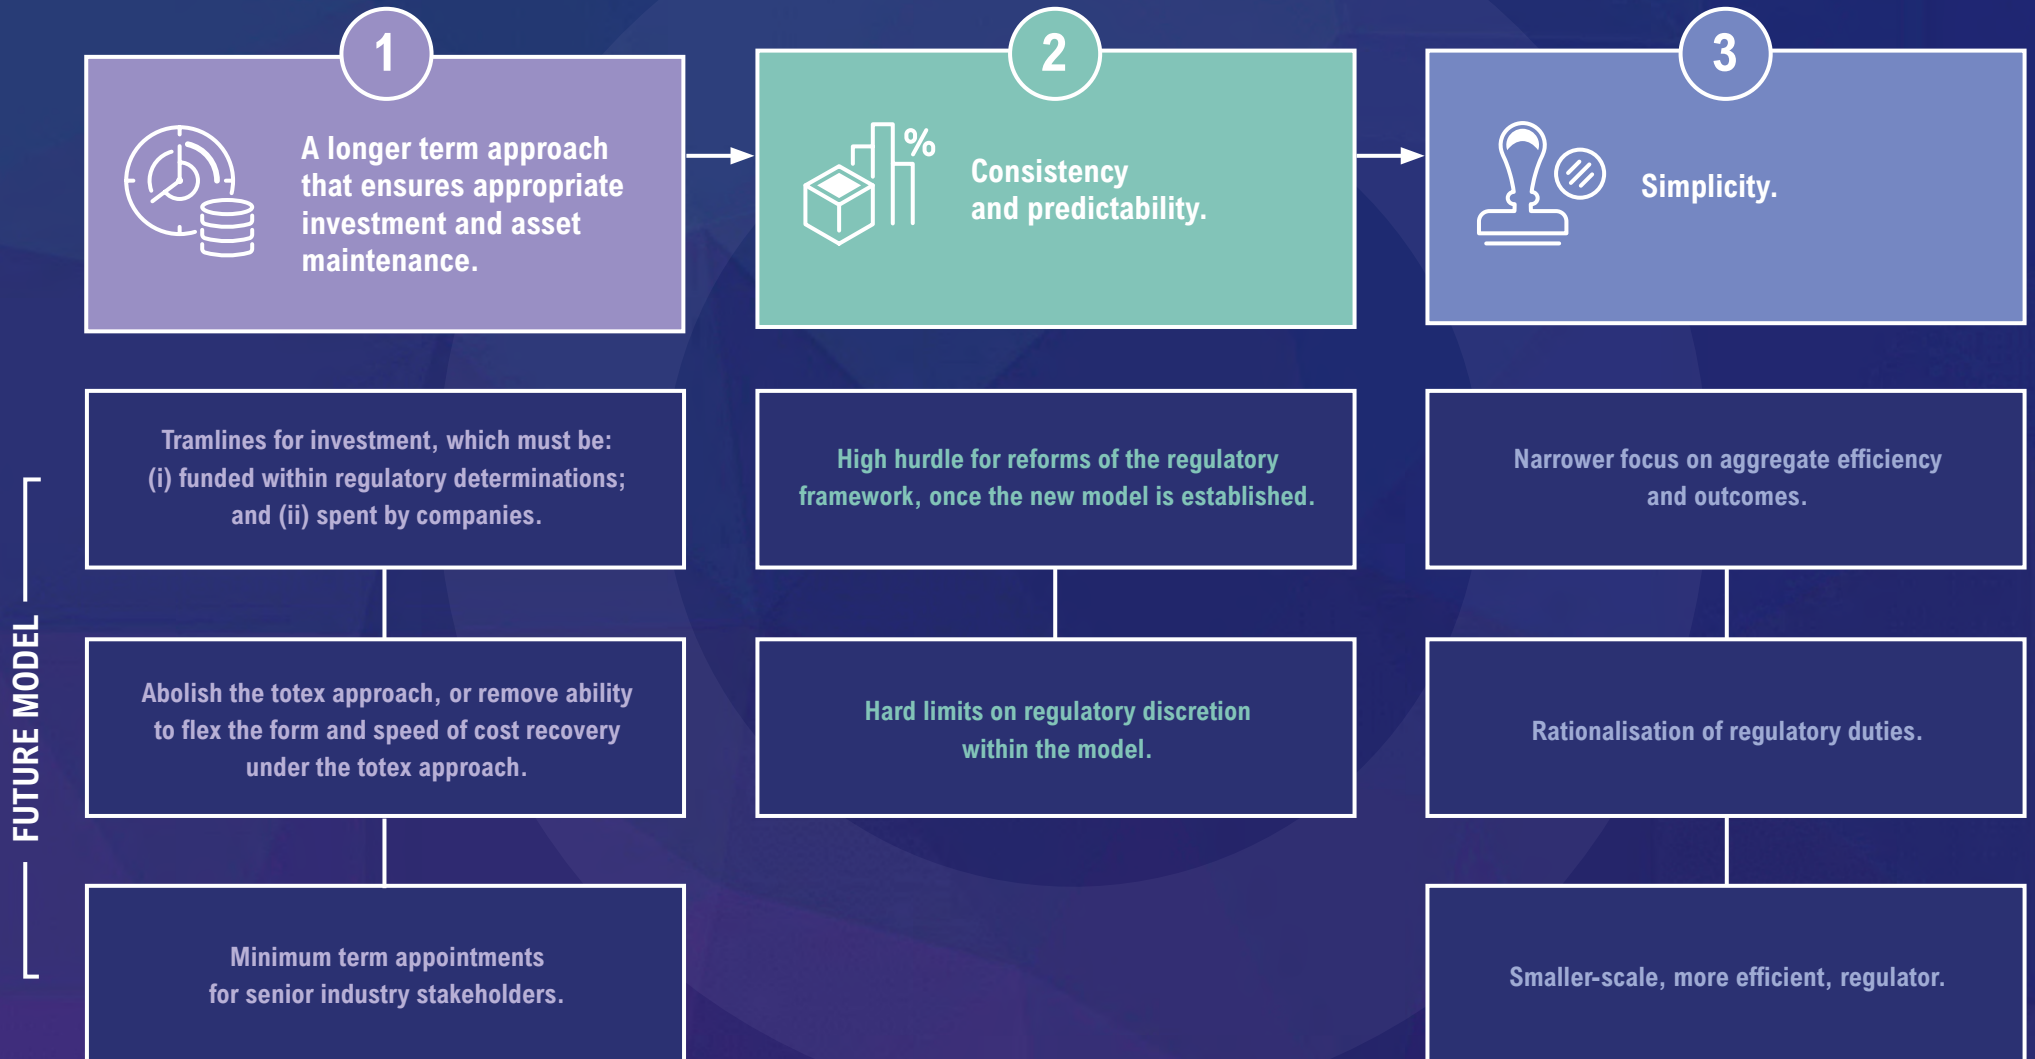 1
A longer term approach
that ensures appropriate
investment and asset
maintenance.
2
%
Consistency
and predictability.
3
Simplicity.
FUTURE MODEL
Tramlines for investment, which must be:
(i) funded within regulatory determinations;
and (ii) spent by companies.
Abolish the totex approach, or remove ability
to flex the form and speed of cost recovery
under the totex approach.
Minimum term appointments
for senior industry stakeholders.
High hurdle for reforms of the regulatory
framework, once the new model is established.
Hard limits on regulatory discretion
within the model.
Narrower focus on aggregate efficiency
and outcomes.
Rationalisation of regulatory duties.
Smaller-scale, more efficient, regulator.